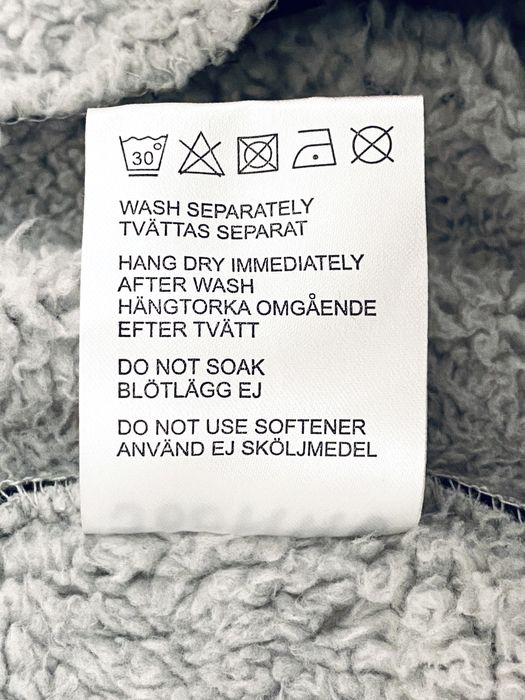 30°
WASH SEPARATELY
TVÄTTAS SEPARAT
HANG DRY IMMEDIATELY
AFTER WASH
HÄNGTORKA OMGÅENDE
EFTER TVÄTT
DO NOT SOAK
BLÖTLÄGG EJ
DO NOT USE SOFTENER
ANVÄND EJ SKÖLJMEDEL